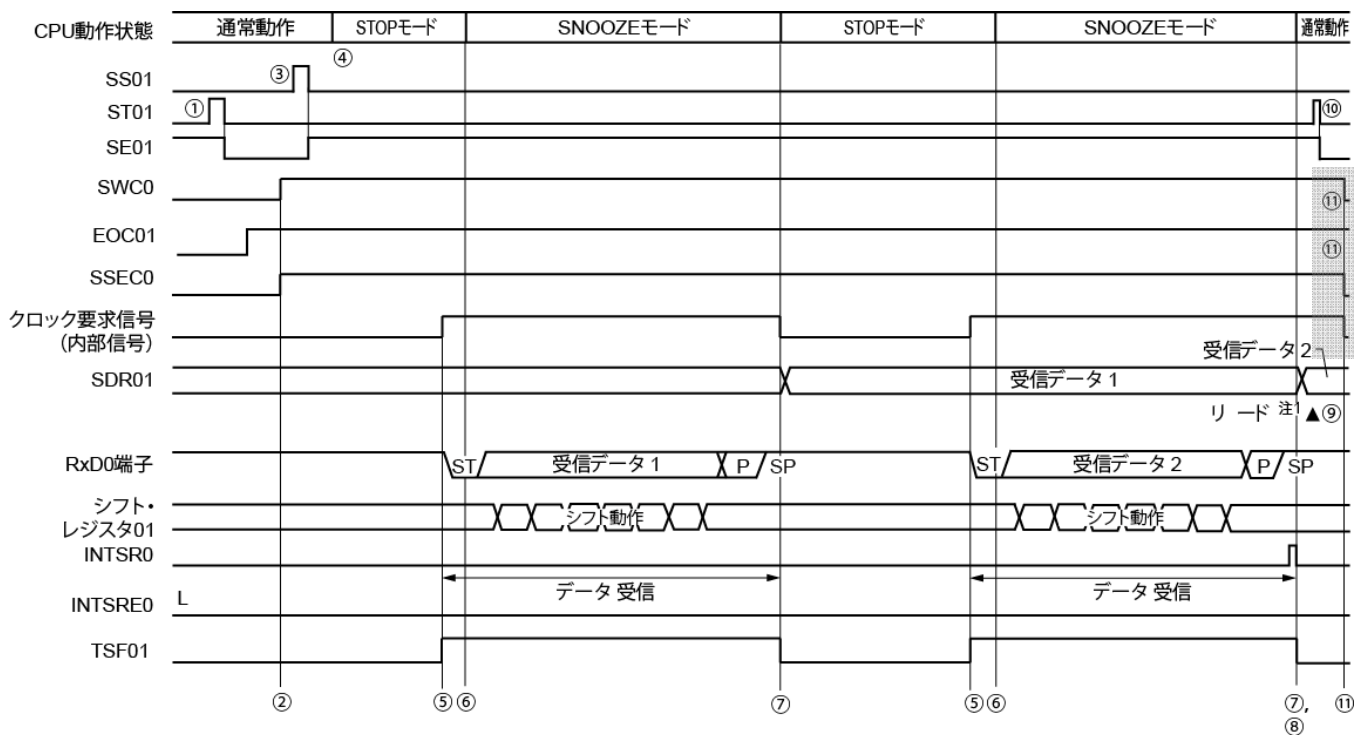 CPU動作状態 通常動作 STOPモード SNOOZEモード STOPモード SNOOZEモード 通常動作
④
SS01 ③
ST01 ① ⑩
SE01
SWC0 ⑪
EOC01 ⑪
SSEC0
クロック要求信号
(内部信号)
受信データ2
SDR01 受信データ1
リード 注1 ▲⑨
RxD0端子 ST 受信データ1 P SP ST 受信データ2 P SP
シフト・
レジスタ01 シフト動作 シフト動作
INTSR0
データ 受信 データ 受信
INTSRE0 L
TSF01
② ⑤ ⑥ ⑦ ⑤ ⑥ ⑦, ⑪
⑧